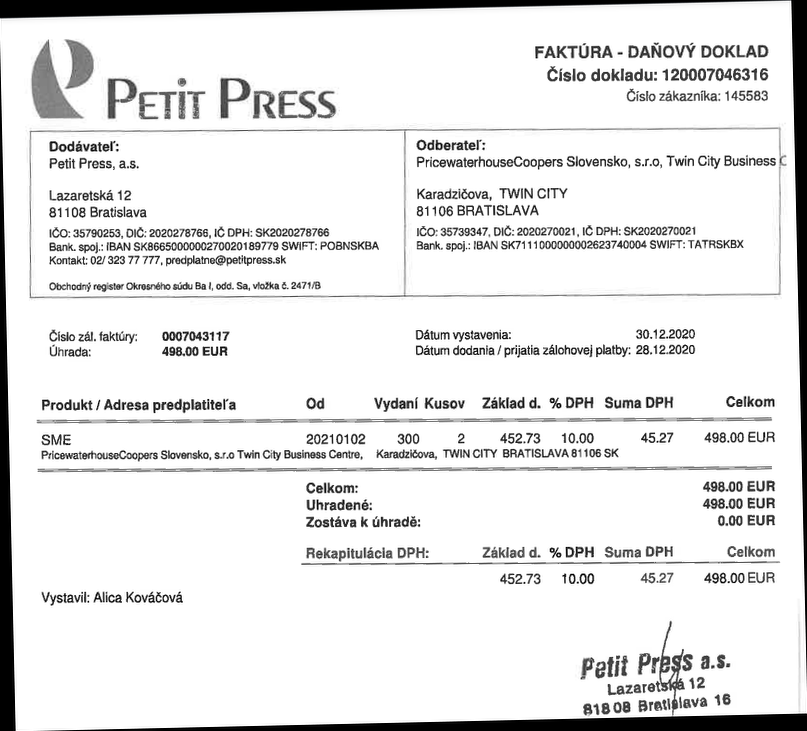 PETIT PRESS
FAKTÚRA - DAŇOVÝ DOKLAD
Číslo dokladu: 120007046316
Číslo zákazníka: 145583
Dodávateľ:
Petit Press, a.s.
Lazaretská 12
81108 Bratislava
IČO: 35790253, DIČ: 2020278766, IČ DPH: SK2020278766
Bank. spoj.: IBAN SK8665000000270020189779 SWIFT: POBNSKBA
Kontakt: 02/ 323 77 777, predplatne@petitpress.sk
Obchodný register Okresného súdu Ba I, odd. Sa, vložka č. 2471/B
Odberateľ:
PricewaterhouseCoopers Slovensko, s.r.o, Twin City Business C
Karadzičova, TWIN CITY
81106 BRATISLAVA
IČO: 35739347, DIČ: 2020270021, IČ DPH: SK2020270021
Bank. spoj.: IBAN SK7111000000002623740004 SWIFT: TATRSKBX
Číslo zál. faktúry: 0007043117
Úhrada: 498.00 EUR
Dátum vystavenia: 30.12.2020
Dátum dodania / prijatia zálohovej platby: 28.12.2020
Produkt / Adresa predplatiteľa Od Vydaní Kusov Základ d. % DPH Suma DPH Celkom
SME 20210102 300 2 452.73 10.00 45.27 498.00 EUR
PricewaterhouseCoopers Slovensko, s.r.o Twin City Business Centre, Karadzičova, TWIN CITY BRATISLAVA 81106 SK
Celkom: 498.00 EUR
Uhradené: 498.00 EUR
Zostáva k úhradě: 0.00 EUR
Rekapitulácia DPH: Základ d. % DPH Suma DPH Celkom
452.73 10.00 45.27 498.00 EUR
Vystavil: Alica Kováčová
Petit Press a.s.
Lazaretská 12
818 08 Bratislava 16